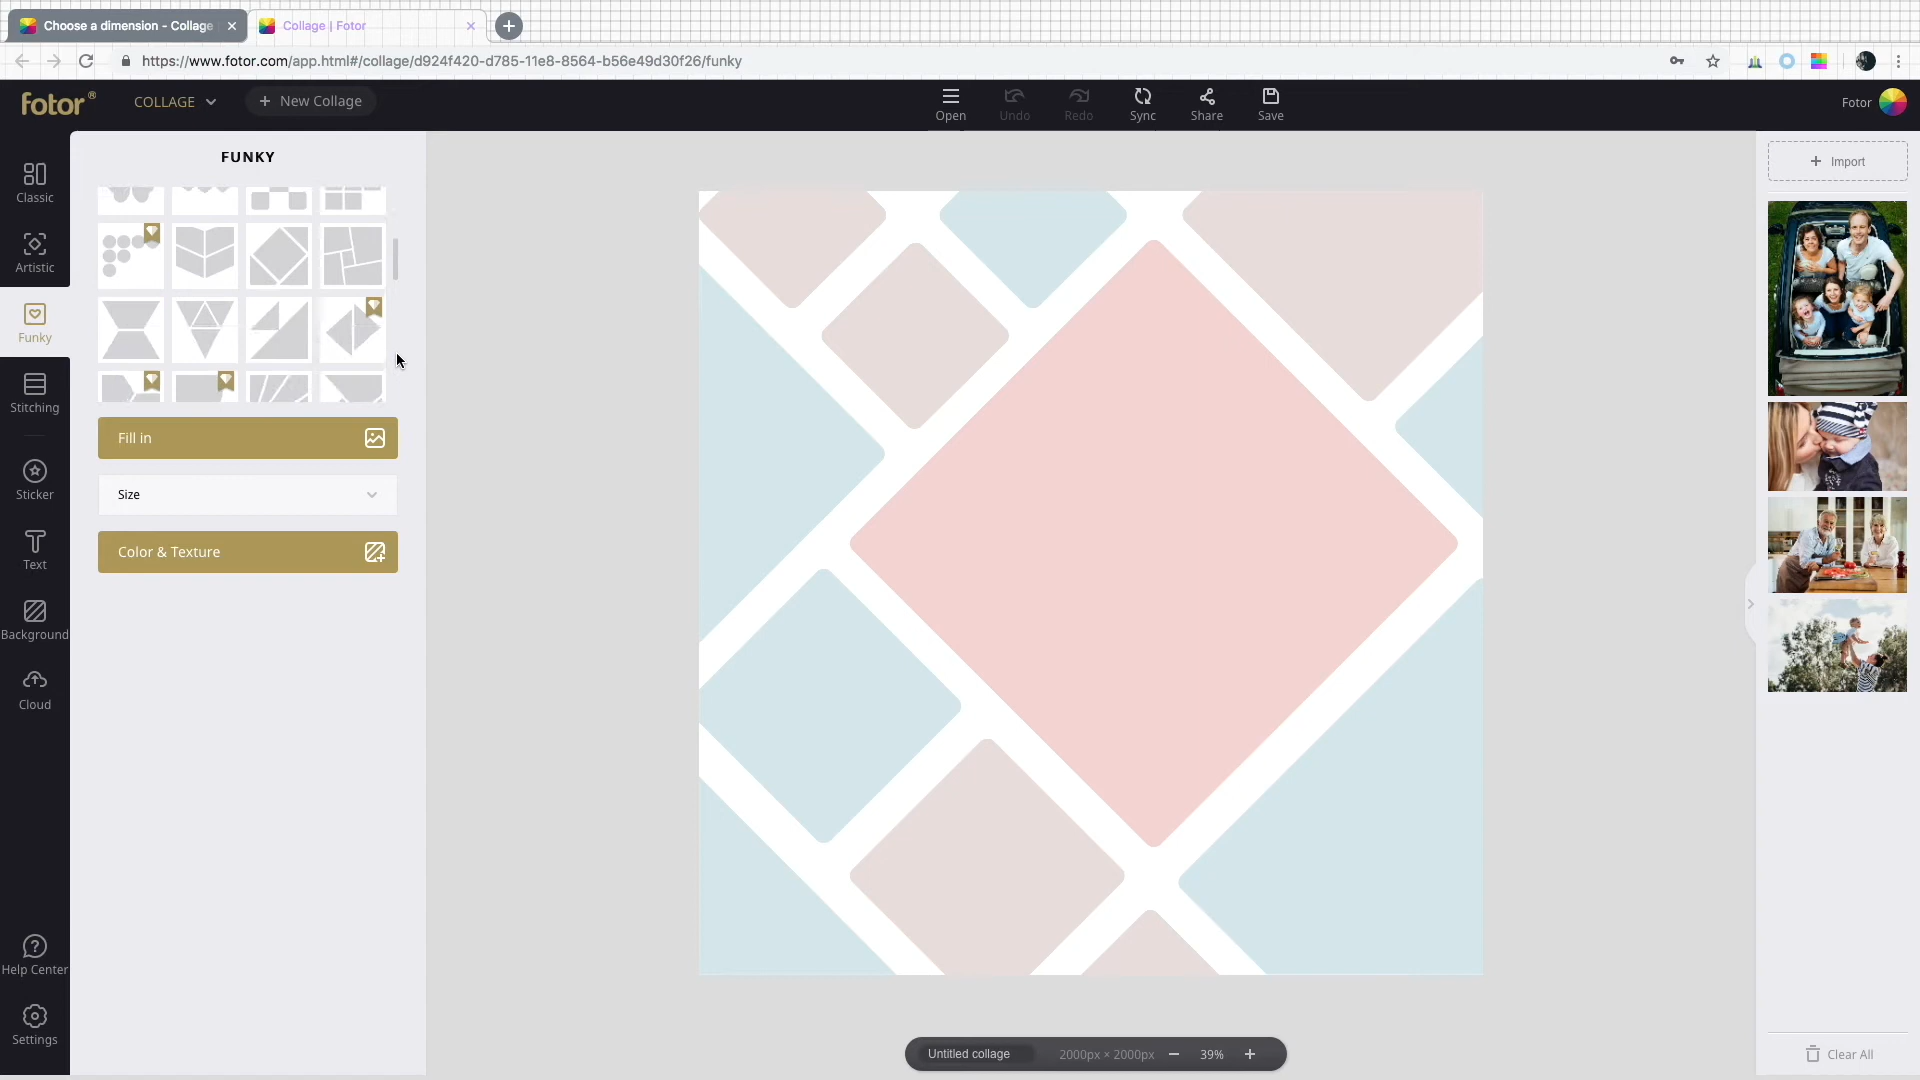 Choose a dimension - Collage
Collage | Fotor
https://www.fotor.com/app.html#/collage/d924f420-d785-11e8-8564-b56e49d30f26/funky
fotor®
COLLAGE
+ New Collage
Open
Undo
Redo
Sync
Share
Save
Fotor
FUNKY
+ Import
Classic
Artistic
Funky
Stitching
Sticker
Text
Background
Cloud
Help Center
Settings
Fill in
Size
Color & Texture
Untitled collage
2000px × 2000px
39%
Clear All